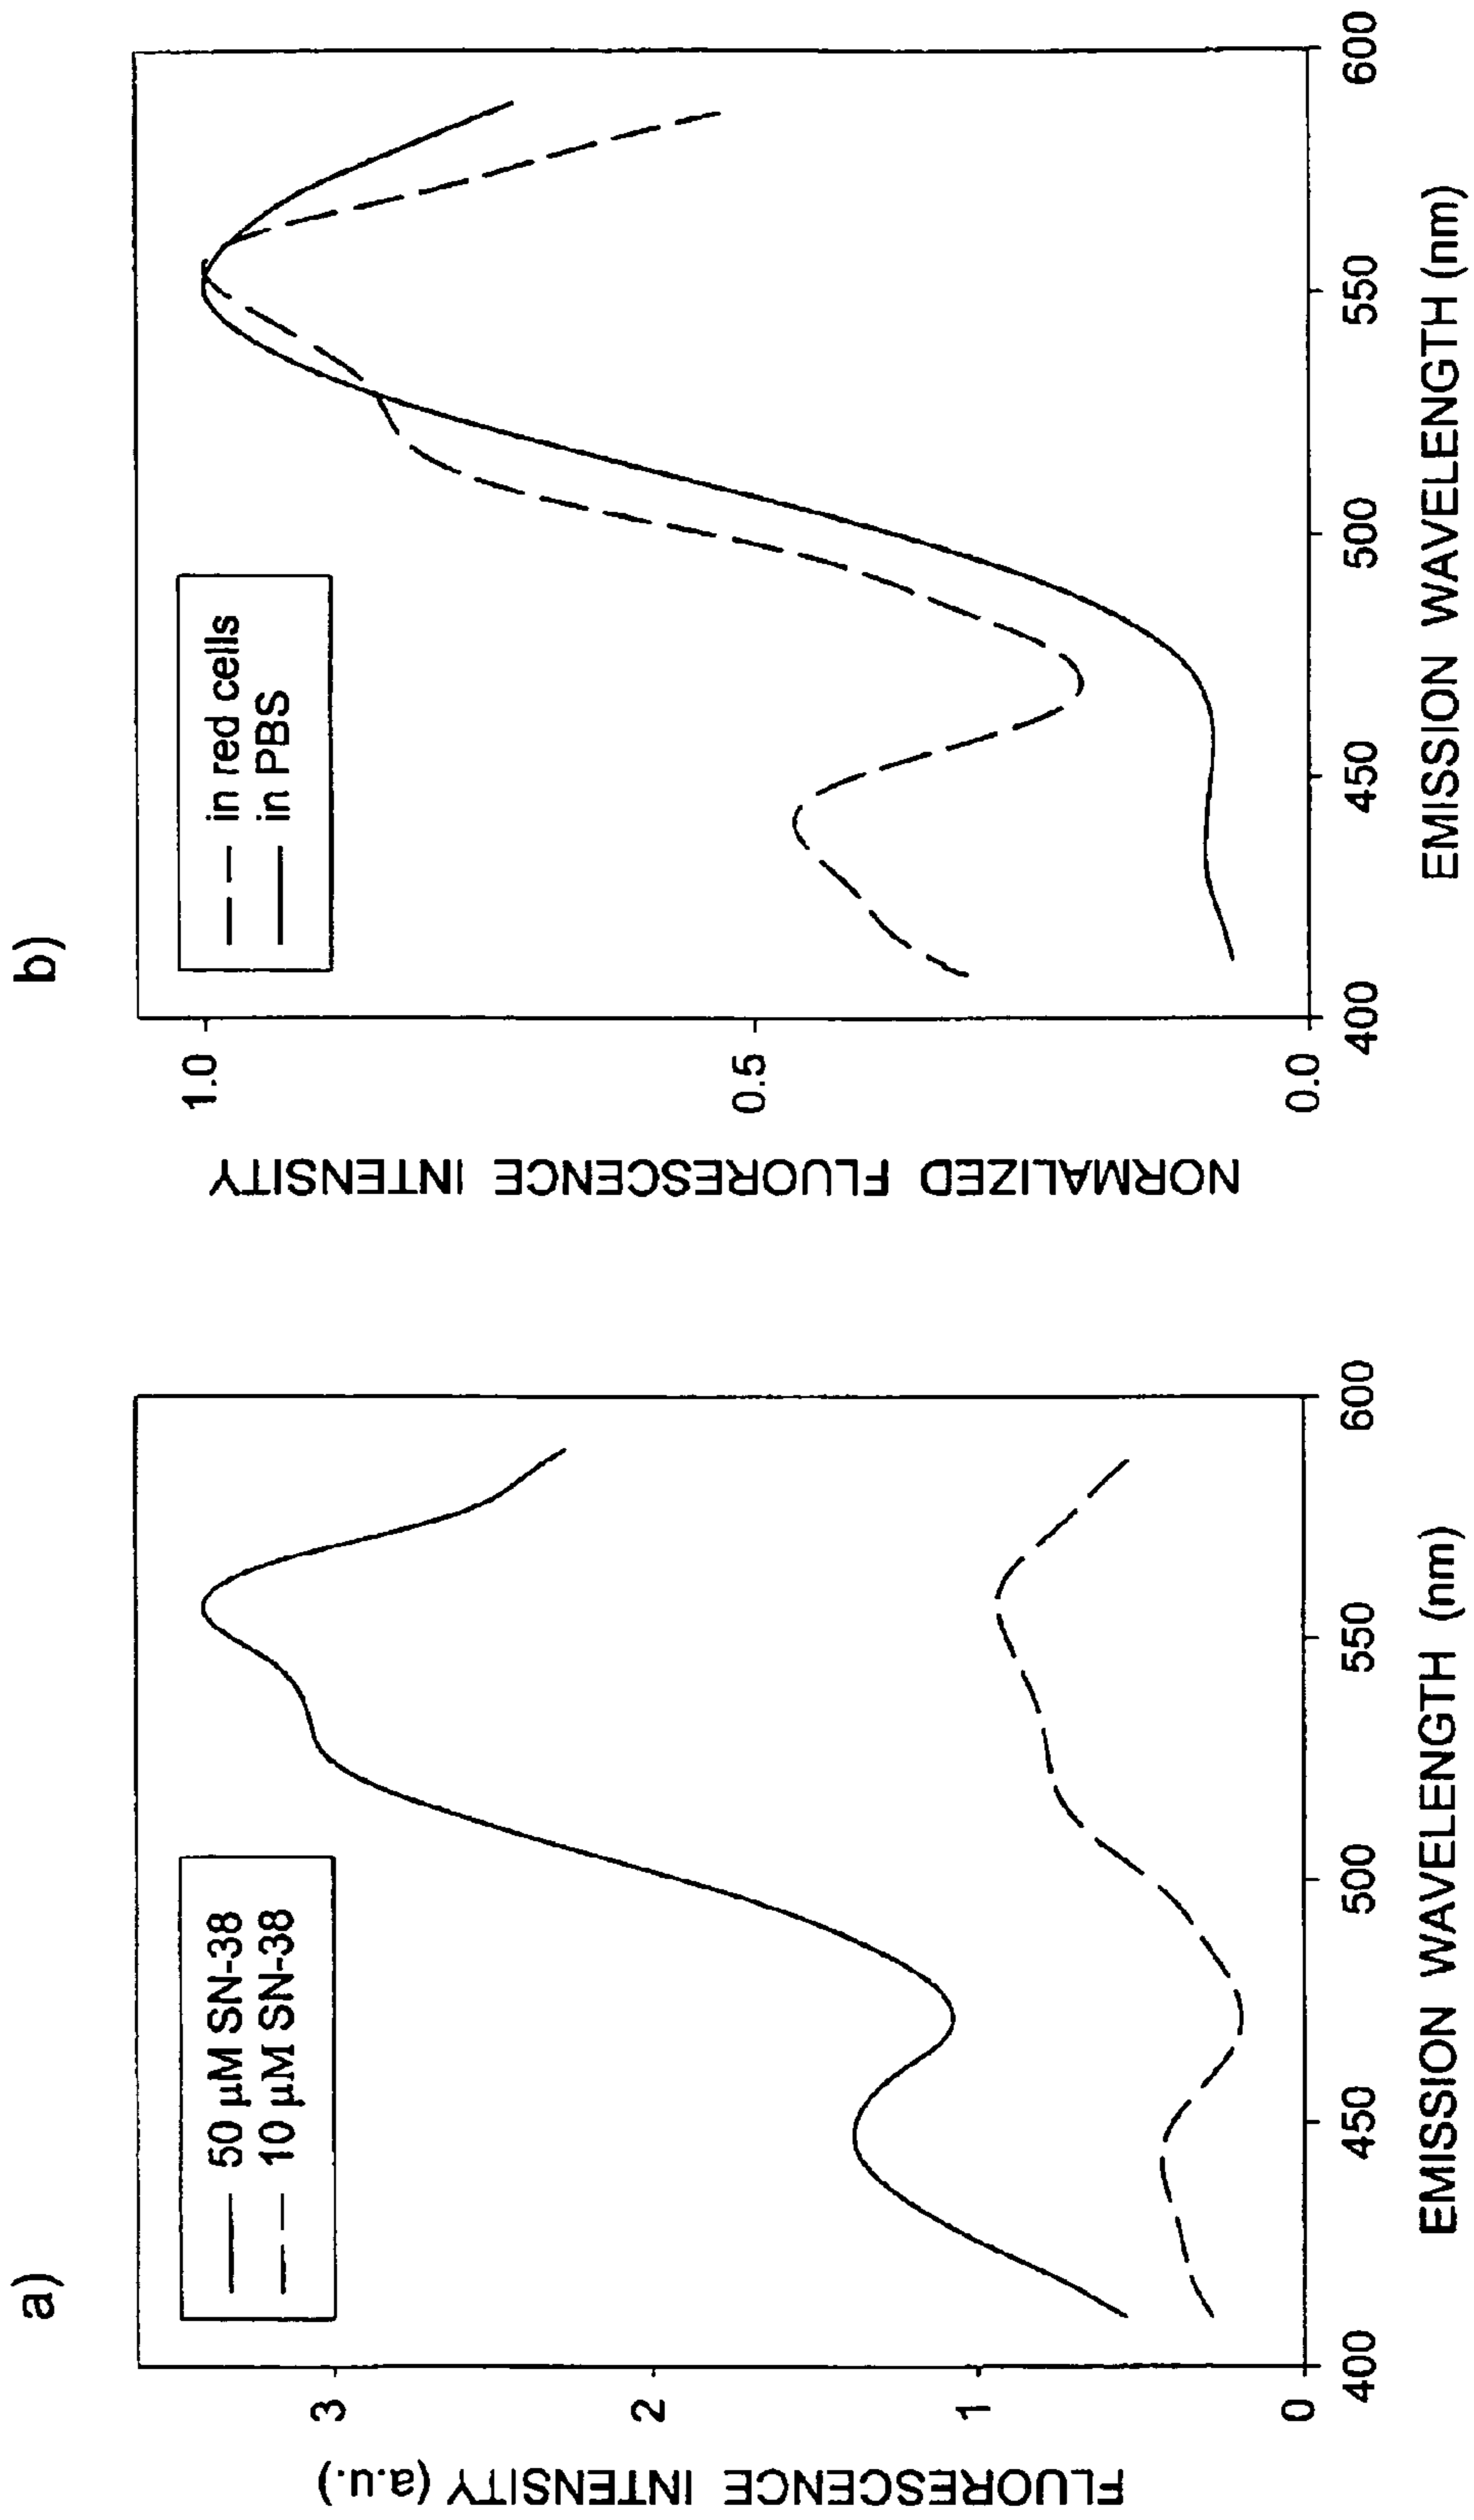 a)
50 µM SN-38
10 µM SN-38
FLUORESCENCE INTENSITY (a.u.)
3
2
1
0
400
450
500
550
600
EMISSION WAVELENGTH (nm)
b)
in red cells
in PBS
NORMALIZED FLUORESCENCE INTENSITY
1.0
0.5
0.0
400
450
500
550
600
EMISSION WAVELENGTH (nm)